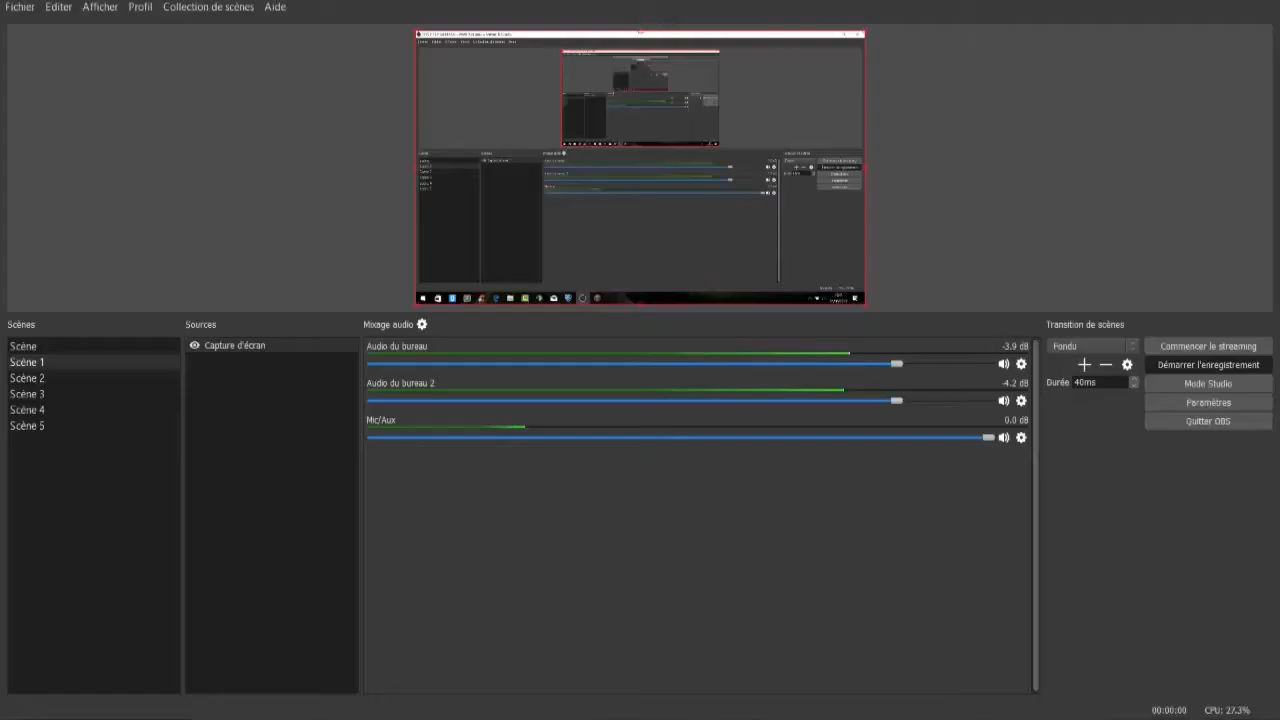 Fichier Editer Afficher Profil Collection de scènes Aide
Scènes Sources Mixage audio Transition de scènes
Scène
Scène 1
Scène 2
Scène 3
Scène 4
Scène 5
Capture d'écran
Audio du bureau -3.9 dB
Audio du bureau 2 -4.2 dB
Mic/Aux 0.0 dB
Fondu
Durée 40ms
Commencer le streaming
Démarrer l'enregistrement
Mode Studio
Paramètres
Quitter OBS
00:00:00 CPU: 27.3%